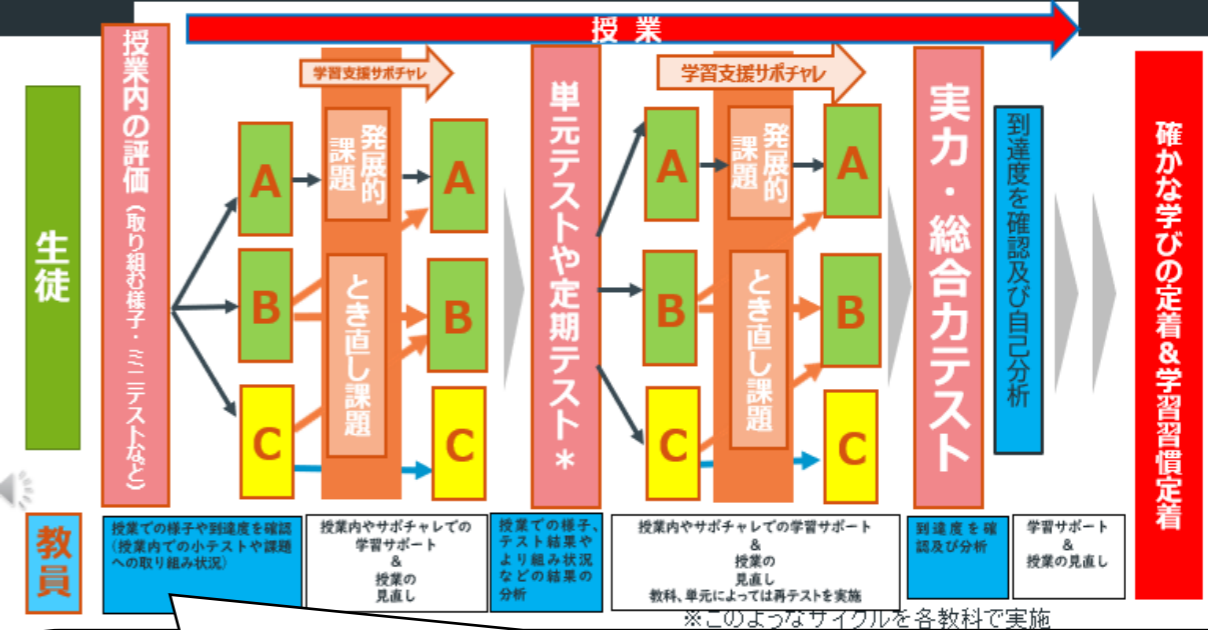 授業
生徒
授業内の評価（取り組む様子・ミニテストなど）
学習支援サポチャレ
A
B
C
発展的
課題
とき直し課題
A
B
C
単元テストや定期テスト＊
学習支援サポチャレ
A
B
C
発展的
課題
とき直し課題
A
B
C
実力・総合力テスト
到達度を確認及び自己分析
確かな学びの定着＆学習習慣定着
教員
授業での様子や到達度を確認
（授業内での小テストや課題
への取り組み状況）
授業内やサポチャレでの
学習サポート
&
授業の
見直し
授業での様子、
テスト結果や
より組み状況
などの結果の
分析
授業内やサポチャレでの学習サポート
&
授業の
見直し
教科、単元によっては再テストを実施
到達度を確
認及び分析
学習サポート
&
授業の見直し
※このようなサイクルを各教科で実施